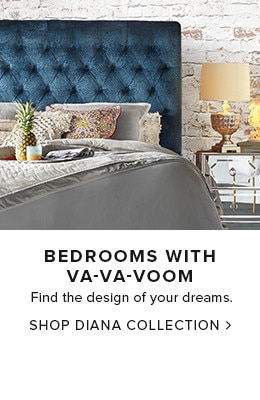 BEDROOMS WITH
VA-VA-VOOM
Find the design of your dreams.
SHOP DIANA COLLECTION >